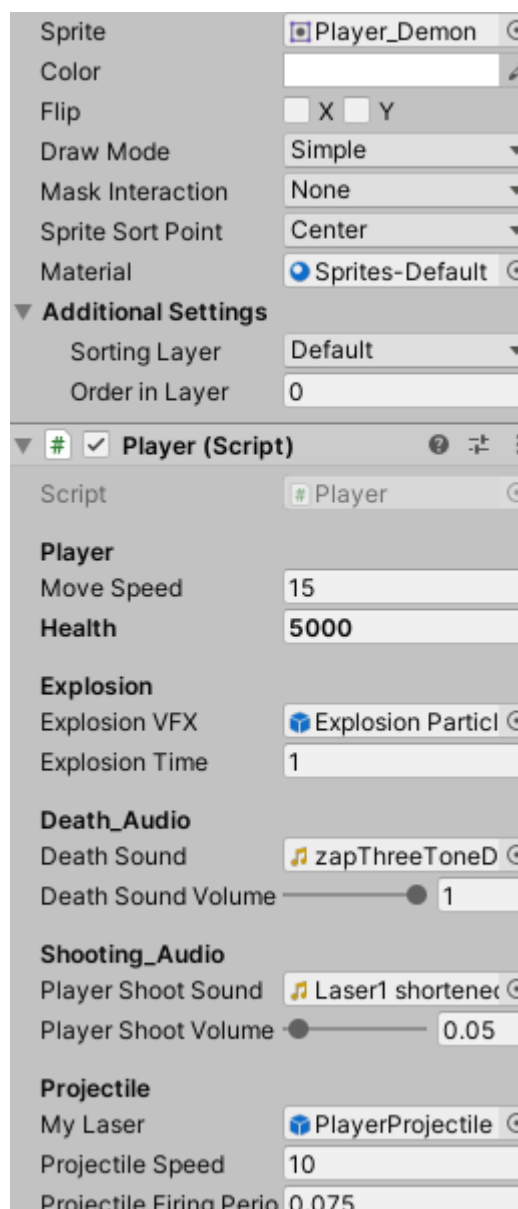 Sprite Player_Demon
Color
Flip X Y
Draw Mode Simple
Mask Interaction None
Sprite Sort Point Center
Material Sprites-Default
Additional Settings
Sorting Layer Default
Order in Layer 0
# Player (Script)
Script # Player
Player
Move Speed 15
Health 5000
Explosion
Explosion VFX Explosion Particl
Explosion Time 1
Death_Audio
Death Sound zapThreeToneD
Death Sound Volume 1
Shooting_Audio
Player Shoot Sound Laser1 shortened
Player Shoot Volume 0.05
Projectile
My Laser PlayerProjectile
Projectile Speed 10
Projectile Firing Perio 0.075